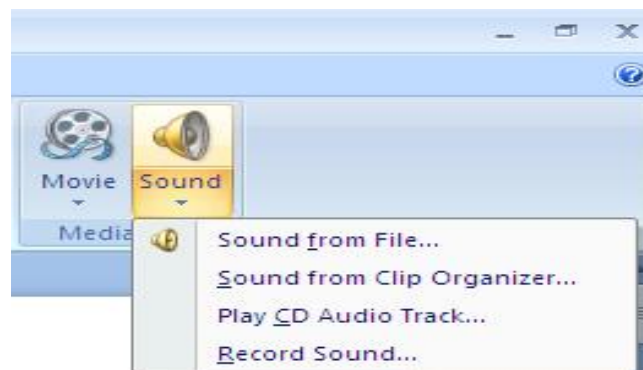 Movie Sound
Media
Sound from File...
Sound from Clip Organizer...
Play CD Audio Track...
Record Sound...